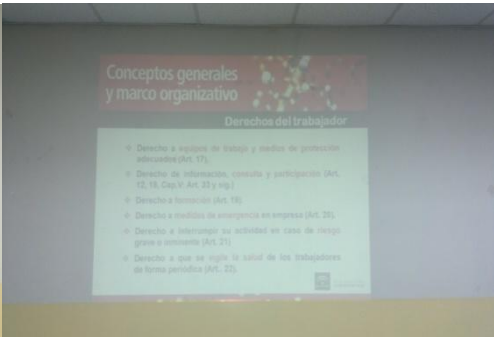 Conceptos generales
y marco organizativo
Derechos del trabajador
Derecho a equipos de trabajo y medios de protección
adecuados (Art. 17).
Derecho de información, consulta y participación (Art.
12, 18, Cap.V: Art. 20 y sig.)
Derecho a formación (Art. 19)
Derecho a medidas de emergencia en empresa (Art. 20).
Derecho a interrumpir su actividad en caso de riesgo
grave o inminente (Art. 21)
Derecho a que se vigile la salud de los trabajadores
de forma periódica (Art. 22).